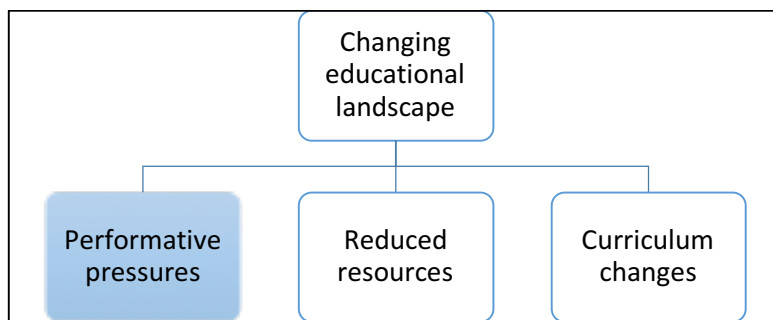 Changing
educational
landscape
Performative
pressures
Reduced
resources
Curriculum
changes